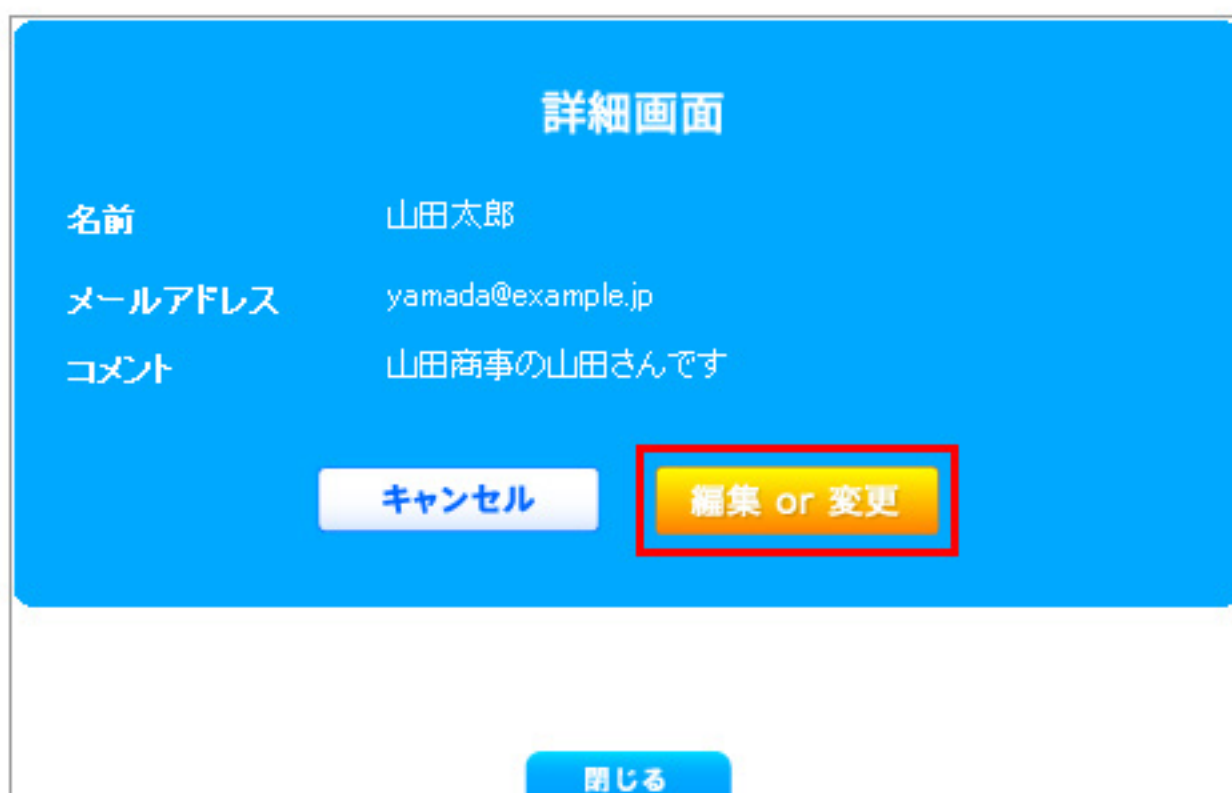 詳細画面
名前 山田太郎
メールアドレス yamada@example.jp
コメント 山田商事の山田さんです
キャンセル 編集 or 変更
閉じる